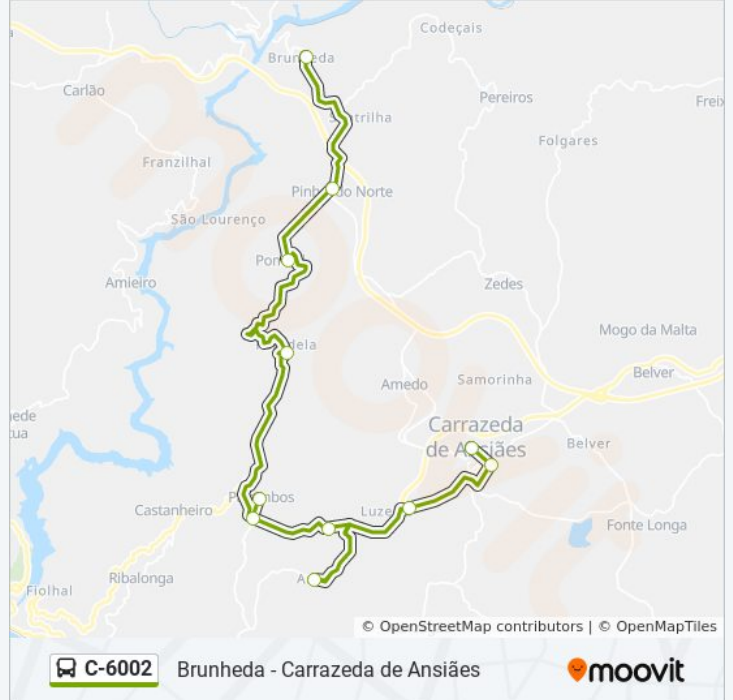 Codeçais
Brunheda
Carlão
Pereiros
Freix
Folgares
Franzilhal
Pinhal do Norte
São Lourenço
Amieiro
Zedes
Mogo da Malta
Belver
Samorinha
Amedo
Carrazeda
de Ansiães
Belver
Castanheiro
Luze
Fonte Longa
Ribalonga
Fiolhal
© OpenStreetMap contributors | © OpenMapTiles
C-6002 Brunheda - Carrazeda de Ansiães
moovit